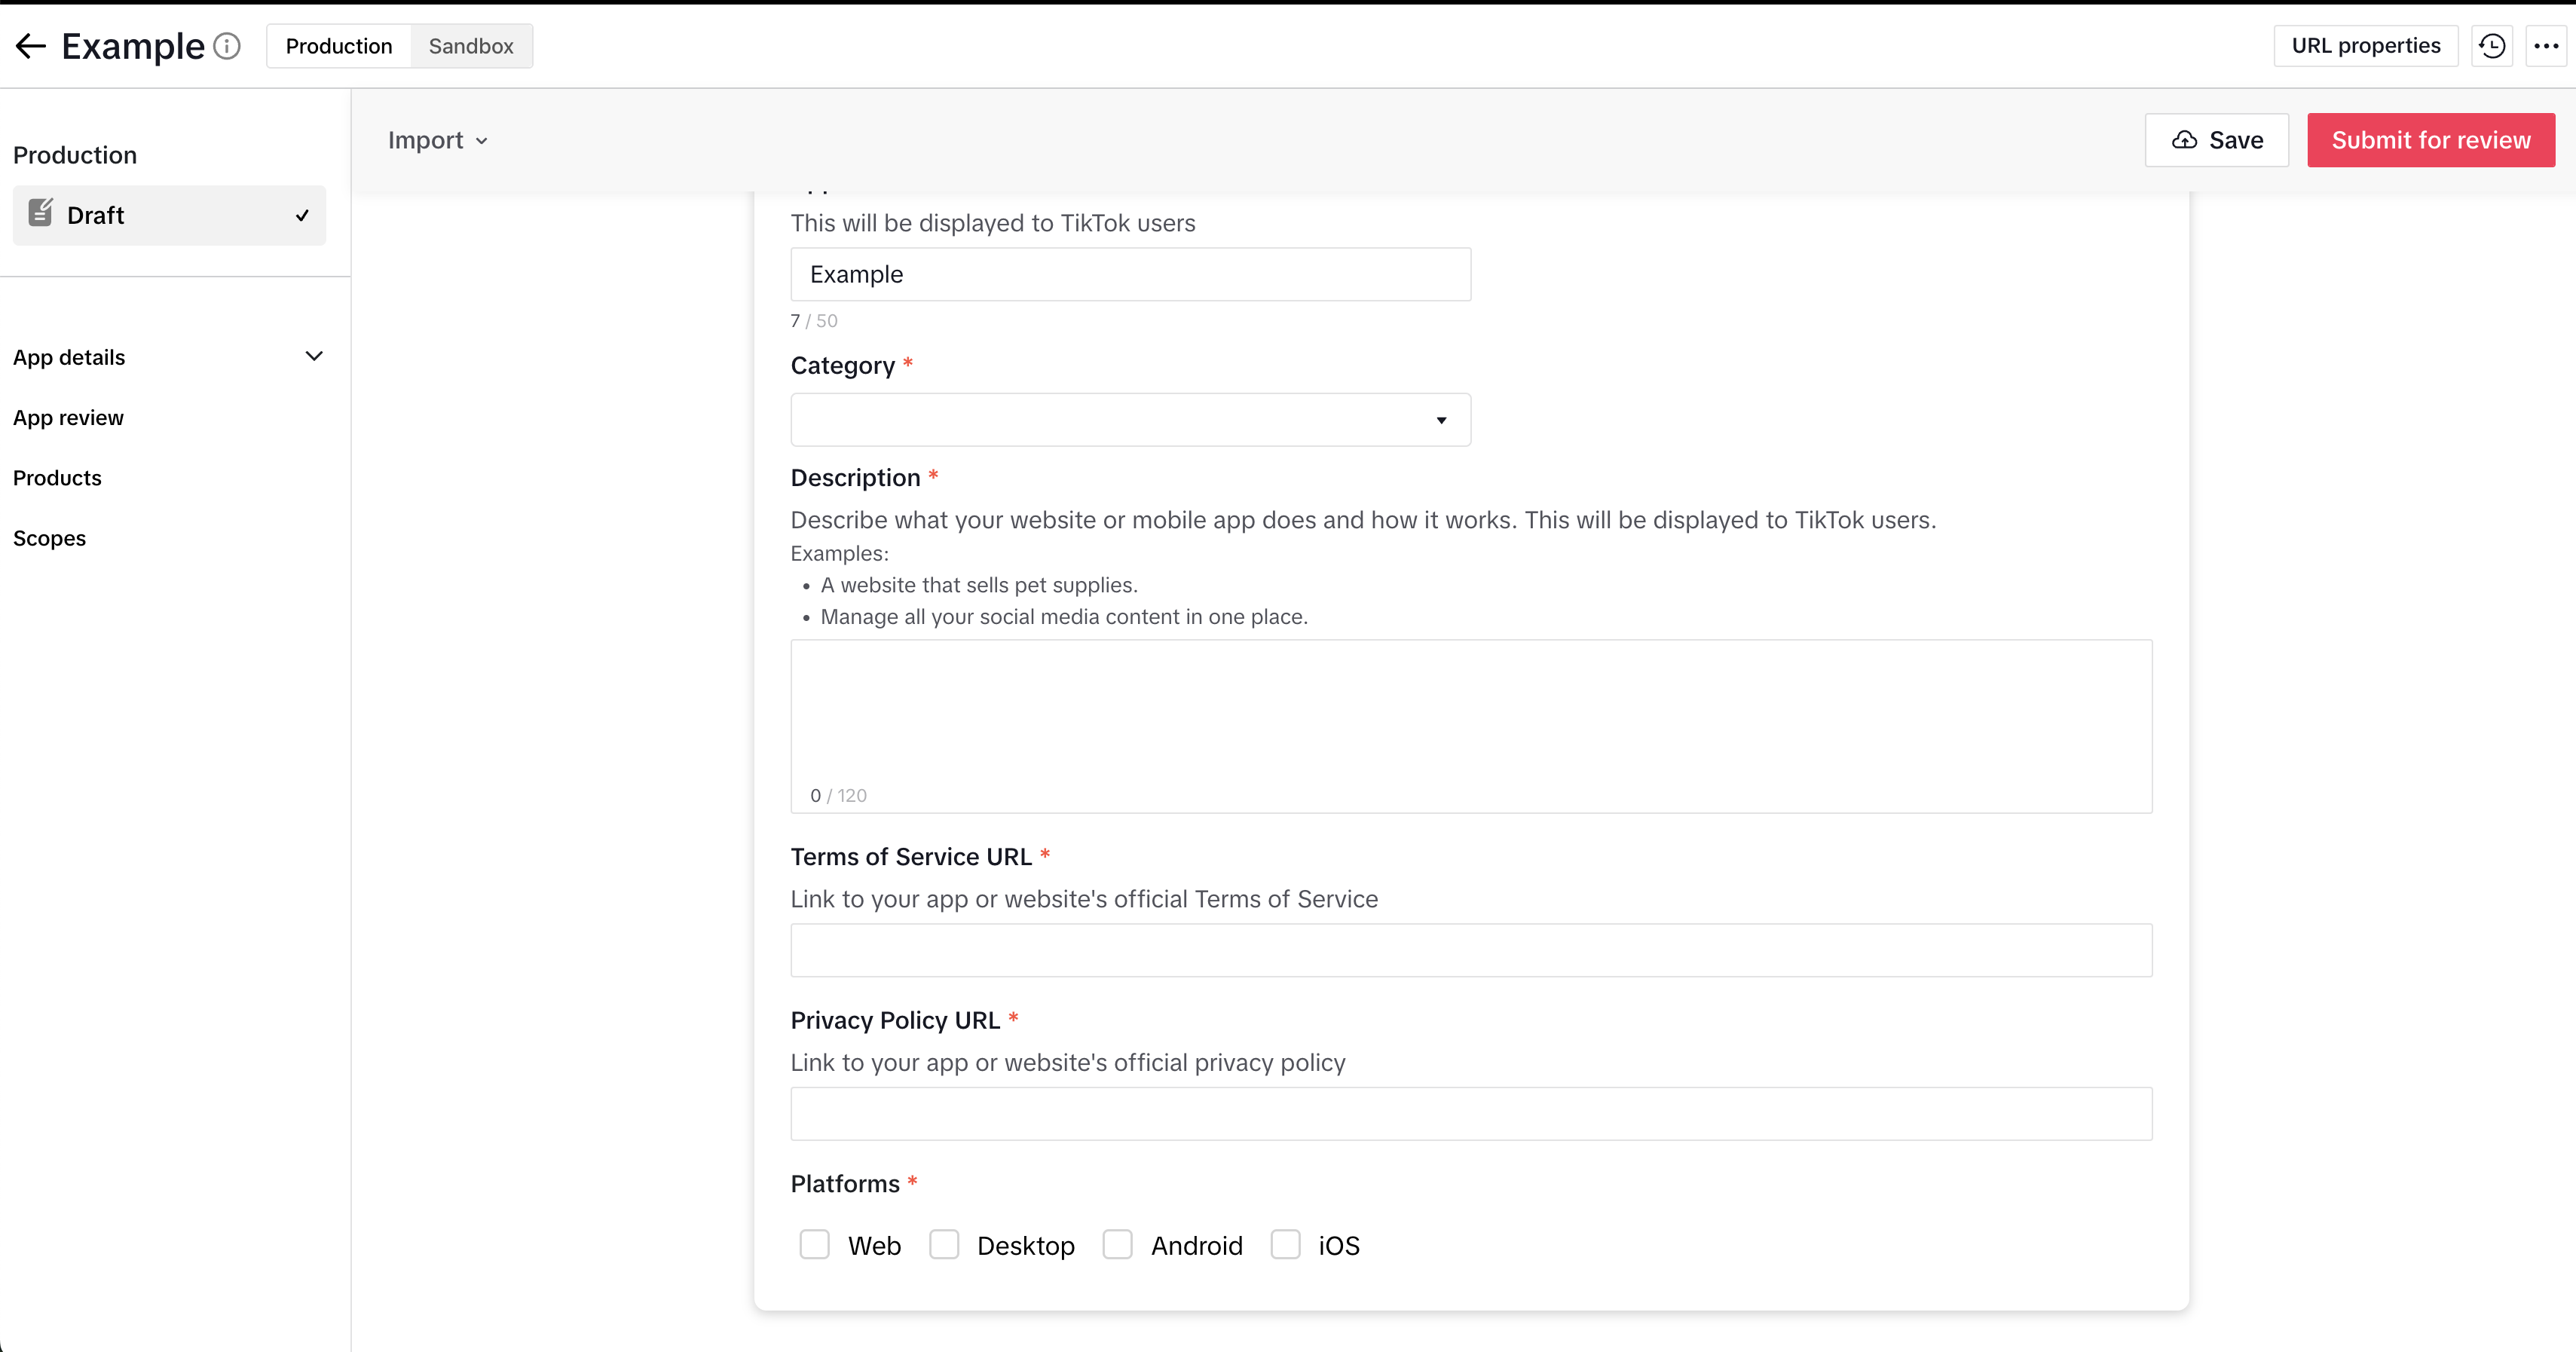 Example
Production
Sandbox
URL properties
Production
Draft
App details
App review
Products
Scopes
Import
Save
Submit for review
This will be displayed to TikTok users
Example
7 / 50
Category *
Description *
Describe what your website or mobile app does and how it works. This will be displayed to TikTok users.
Examples:
• A website that sells pet supplies.
• Manage all your social media content in one place.
0 / 120
Terms of Service URL *
Link to your app or website's official Terms of Service
Privacy Policy URL *
Link to your app or website's official privacy policy
Platforms *
Web
Desktop
Android
iOS